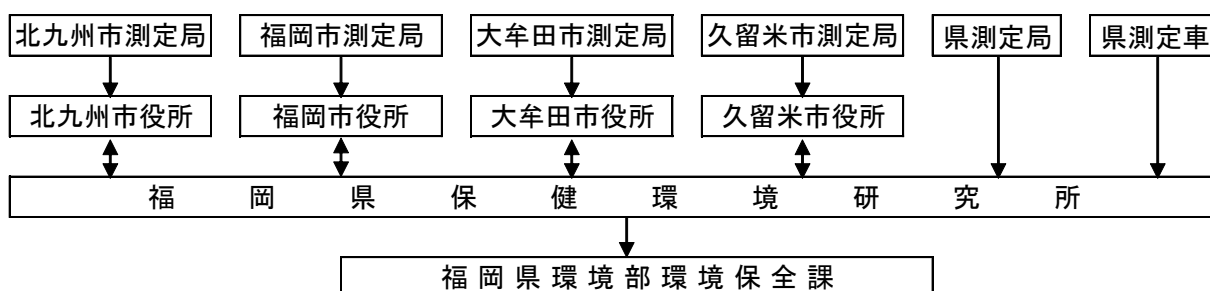 北九州市測定局 福岡市測定局 大牟田市測定局 久留米市測定局 県測定局 県測定車
北九州市役所 福岡市役所 大牟田市役所 久留米市役所
福岡県保健環境研究所
福岡県環境部環境保全課